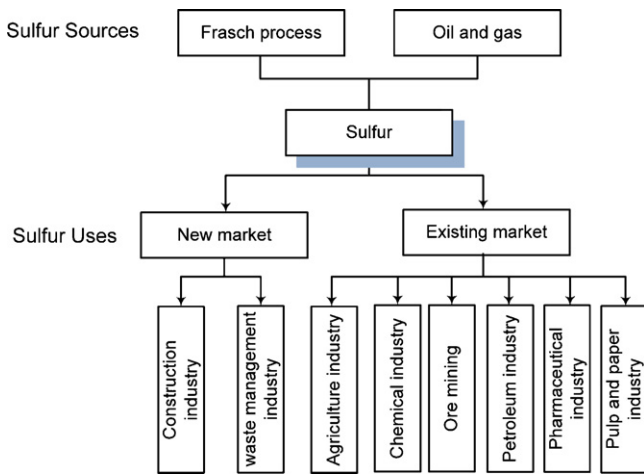 Sulfur Sources
Frasch process
Oil and gas
Sulfur
Sulfur Uses
New market
Existing market
Construction
industry
waste management
industry
Agriculture industry
Chemical industry
Ore mining
Petroleum industry
Pharmaceutical
industry
Pulp and paper
industry